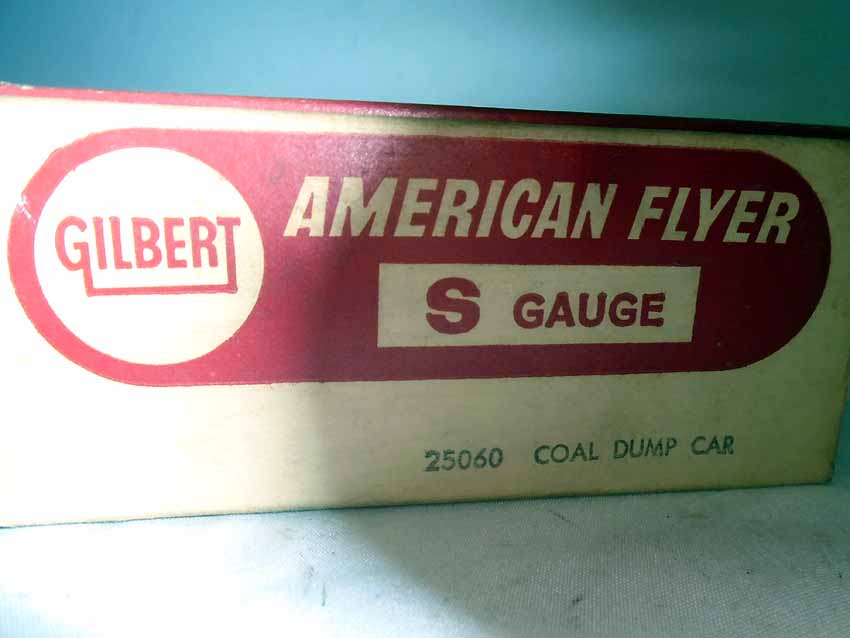 GILBERT
AMERICAN FLYER
S GAUGE
25060 COAL DUMP CAR